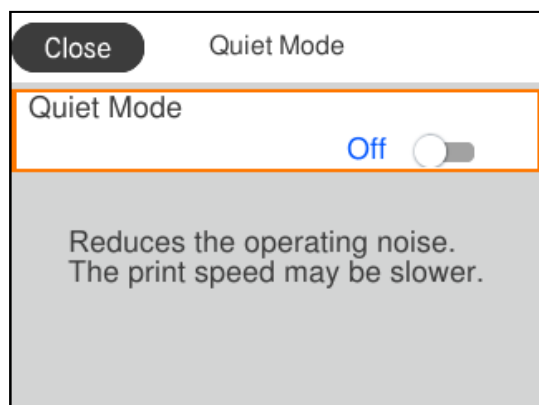 Close Quiet Mode
Quiet Mode
Off
Reduces the operating noise.
The print speed may be slower.